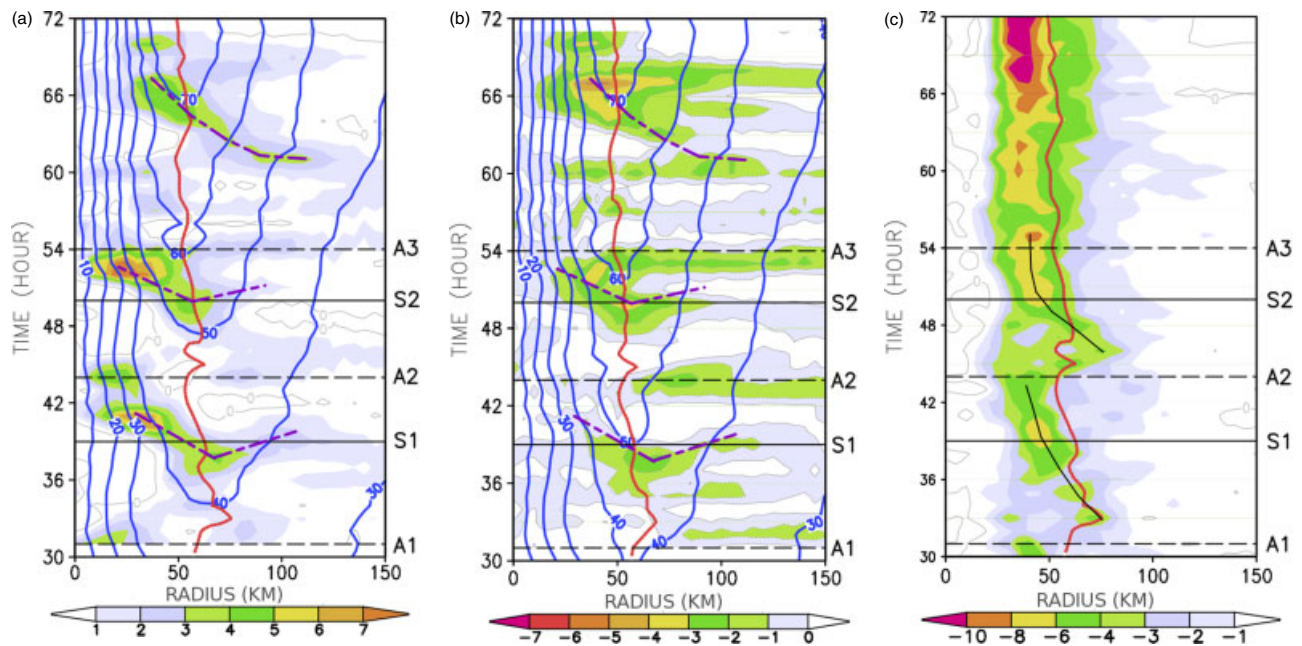 (a)
72
66
60
54
48
42
36
30
TIME (HOUR)
10
20
30
40
50
60
70
30
A3
S2
A2
S1
A1
0 50 100 150
RADIUS (KM)
1 2 3 4 5 6 7
(b)
72
66
60
54
48
42
36
30
TIME (HOUR)
70
60
20
10
30
50
40
40
30
A3
S2
A2
S1
A1
0 50 100 150
RADIUS (KM)
−7 −6 −5 −4 −3 −2 −1 0
(c)
72
66
60
54
48
42
36
30
TIME (HOUR)
A3
S2
A2
S1
A1
0 50 100 150
RADIUS (KM)
−10 −8 −6 −4 −3 −2 −1